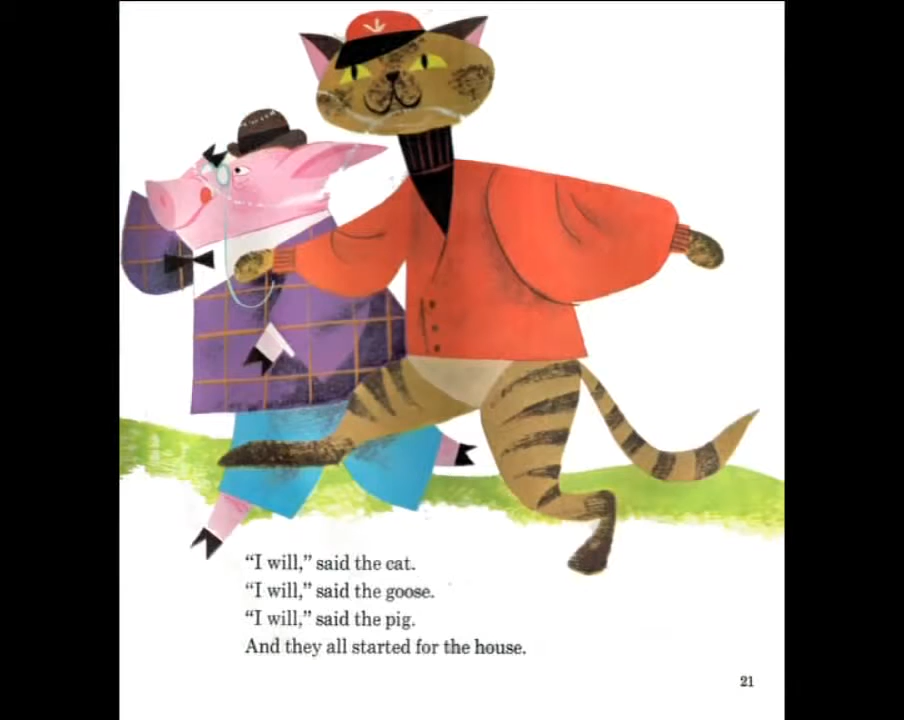 “I will,” said the cat.
“I will,” said the goose.
“I will,” said the pig.
And they all started for the house.
21